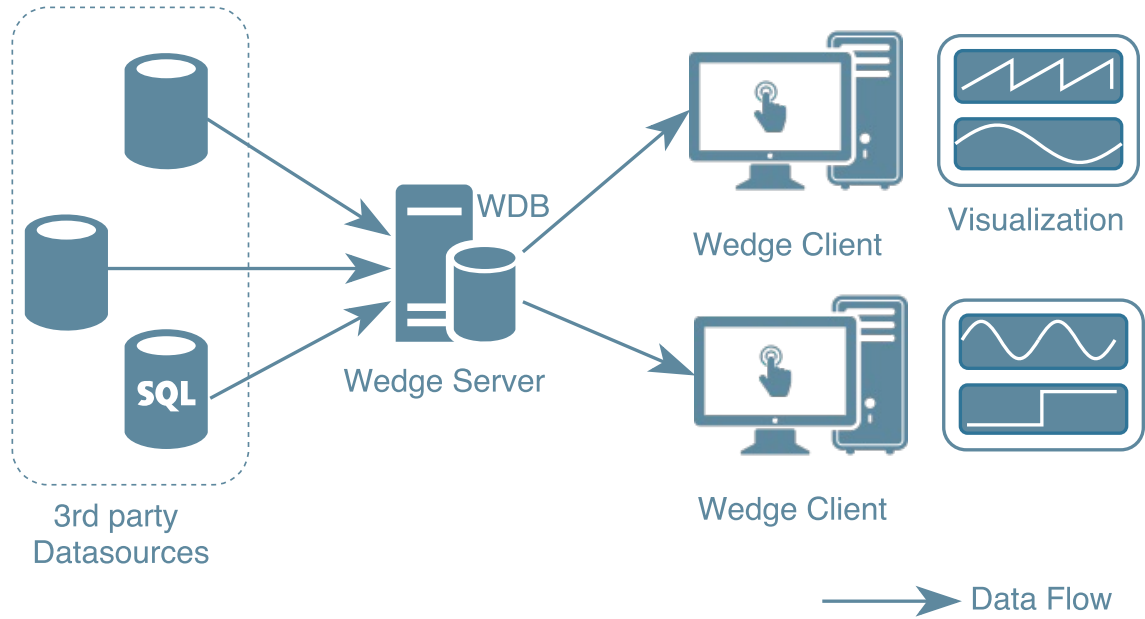 WDB
Visualization
Wedge Client
Wedge Server
SQL
3rd party
Datasources
Wedge Client
Data Flow